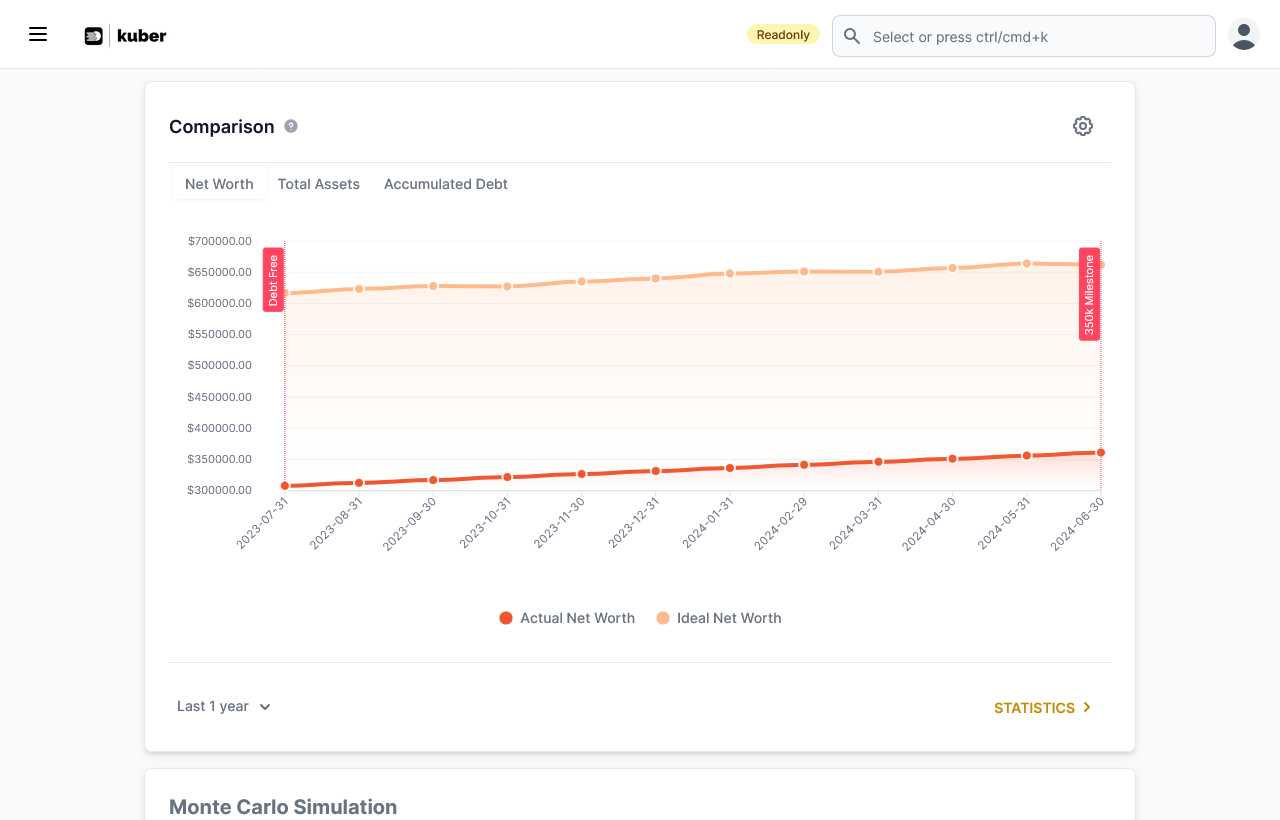 kuber
Readonly
Select or press ctrl/cmd+k
Comparison ?
Net Worth Total Assets Accumulated Debt
$700000.00
$650000.00
$600000.00
$550000.00
$500000.00
$450000.00
$400000.00
$350000.00
$300000.00
Debt Free
350k Milestone
2023-07-31
2023-08-31
2023-09-30
2023-10-31
2023-11-30
2023-12-31
2024-01-31
2024-02-29
2024-03-31
2024-04-30
2024-05-31
2024-06-30
Actual Net Worth Ideal Net Worth
Last 1 year
STATISTICS
Monte Carlo Simulation